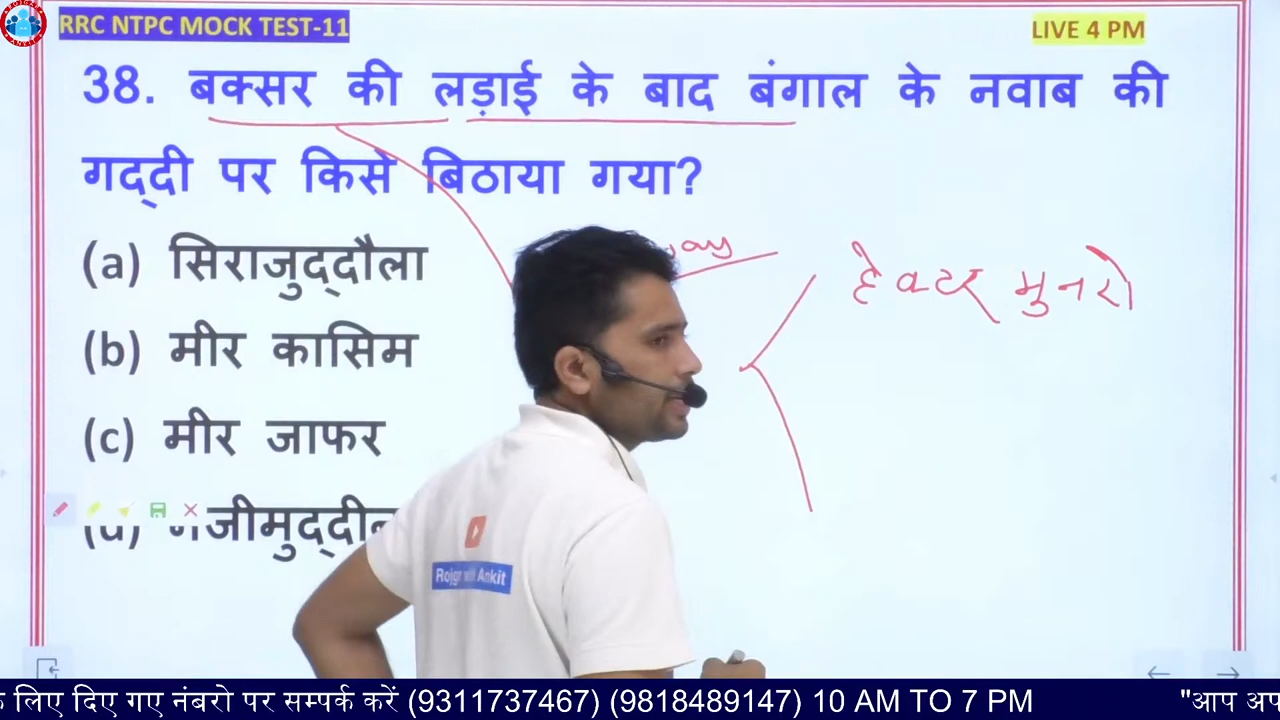 RRC NTPC MOCK TEST-11
LIVE 4 PM
38. बक्सर की लड़ाई के बाद बंगाल के नवाब की
गद्दी पर किसे बिठाया गया?
(a) सिराजुद्दौला
हेक्टर मुनरो
(b) मीर कासिम
(c) मीर जाफर
Rojgar with Ankit
लिए दिए गए नंबरो पर सम्पर्क करें (9311737467) (9818489147) 10 AM TO 7 PM
"आप